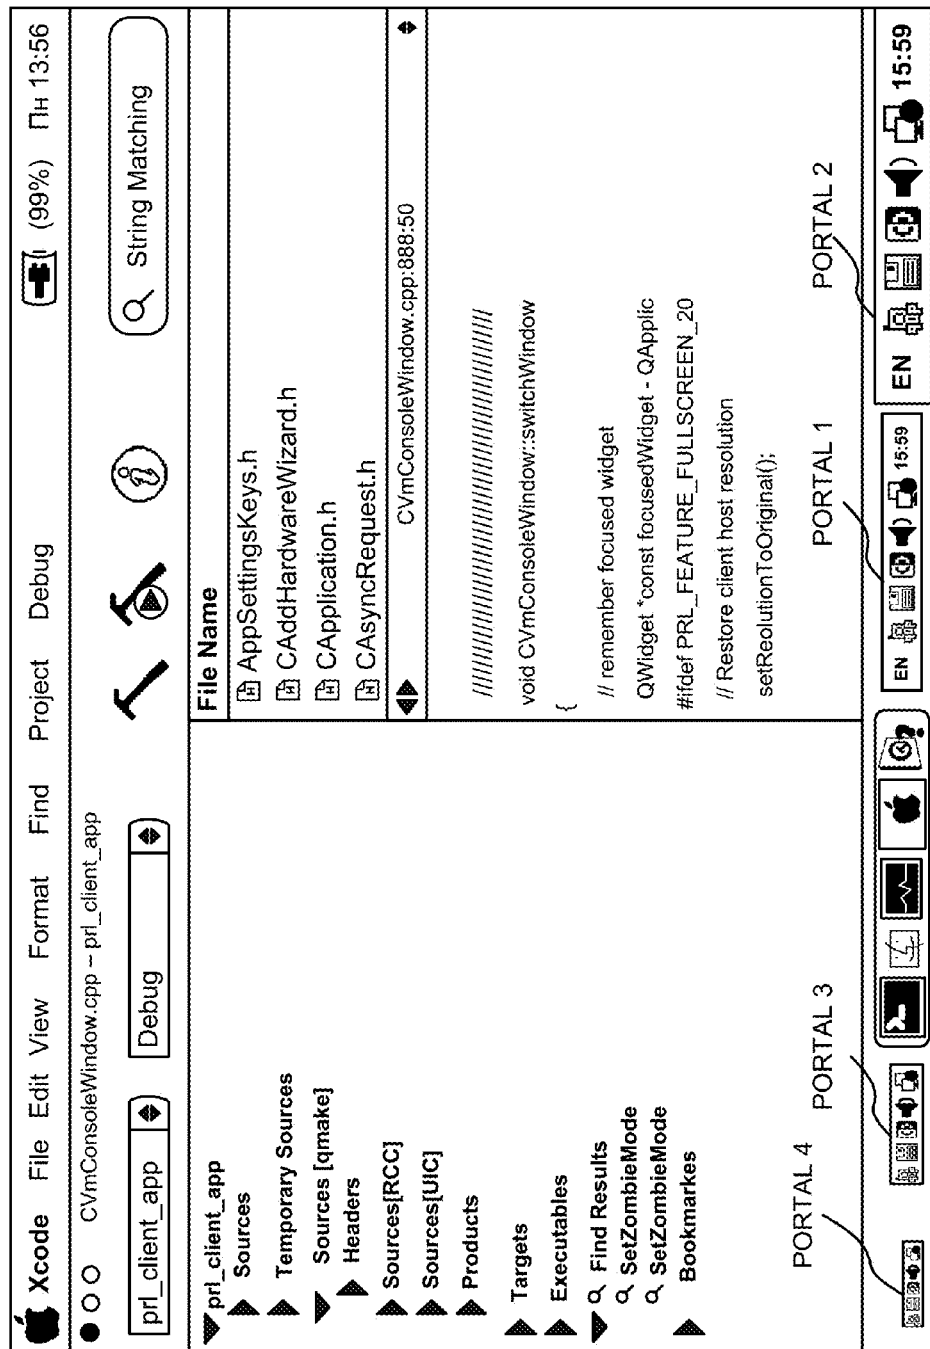 Xcode File Edit View Format Find Project Debug (99%) Пн 13:56
CVmConsoleWindow.cpp – prl_client_app
prl_client_app Debug String Matching
prl_client_app
Sources
Temporary Sources
Sources [qmake]
Headers
Sources[RCC]
Sources[UIC]
Products
Targets
Executables
Find Results
SetZombieMode
SetZombieMode
Bookmarkes
File Name
AppSettingsKeys.h
CAddHardwareWizard.h
CApplication.h
CAsyncRequest.h
CVmConsoleWindow.cpp:888:50
//////////////////////////////////////////////////
void CVmConsoleWindow::switchWindow
{
// remember focused widget
QWidget *const focusedWidget - QApplic
#ifdef PRL_FEATURE_FULLSCREEN_20
// Restore client host resolution
setReolutionToOriginal();
PORTAL 4
PORTAL 3
PORTAL 1
PORTAL 2
EN 15:59
EN 15:59